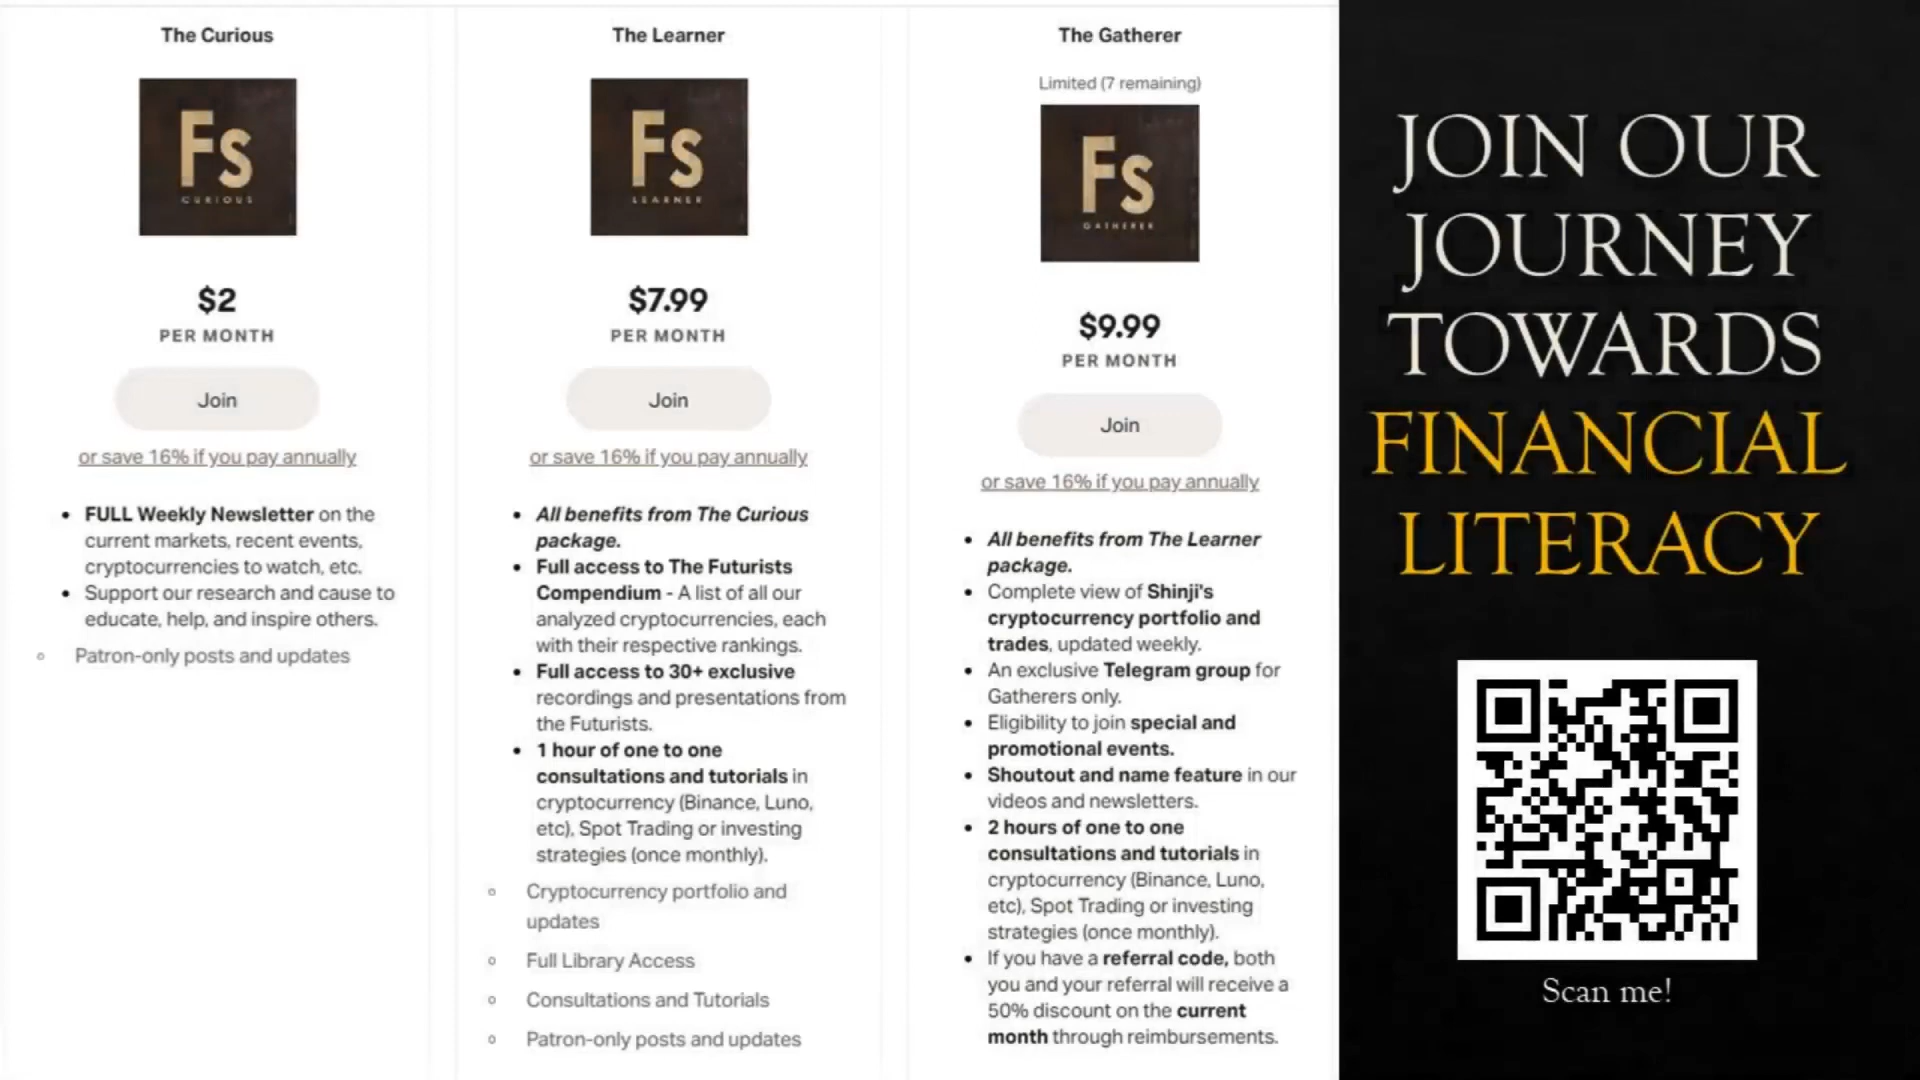 The Curious
Fs
CURIOUS
$2
PER MONTH
Join
or save 16% if you pay annually
• FULL Weekly Newsletter on the
current markets, recent events,
cryptocurrencies to watch, etc.
• Support our research and cause to
educate, help, and inspire others.
◦ Patron-only posts and updates
The Learner
Fs
LEARNER
$7.99
PER MONTH
Join
or save 16% if you pay annually
• All benefits from The Curious
package.
• Full access to The Futurists
Compendium - A list of all our
analyzed cryptocurrencies, each
with their respective rankings.
• Full access to 30+ exclusive
recordings and presentations from
the Futurists.
• 1 hour of one to one
consultations and tutorials in
cryptocurrency (Binance, Luno,
etc), Spot Trading or investing
strategies (once monthly).
◦ Cryptocurrency portfolio and
updates
◦ Full Library Access
◦ Consultations and Tutorials
◦ Patron-only posts and updates
The Gatherer
Limited (7 remaining)
Fs
GATHERER
$9.99
PER MONTH
Join
or save 16% if you pay annually
• All benefits from The Learner
package.
• Complete view of Shinji's
cryptocurrency portfolio and
trades, updated weekly.
• An exclusive Telegram group for
Gatherers only.
• Eligibility to join special and
promotional events.
• Shoutout and name feature in our
videos and newsletters.
• 2 hours of one to one
consultations and tutorials in
cryptocurrency (Binance, Luno,
etc), Spot Trading or investing
strategies (once monthly).
• If you have a referral code, both
you and your referral will receive a
50% discount on the current
month through reimbursements.
JOIN OUR
JOURNEY
TOWARDS
FINANCIAL
LITERACY
Scan me!